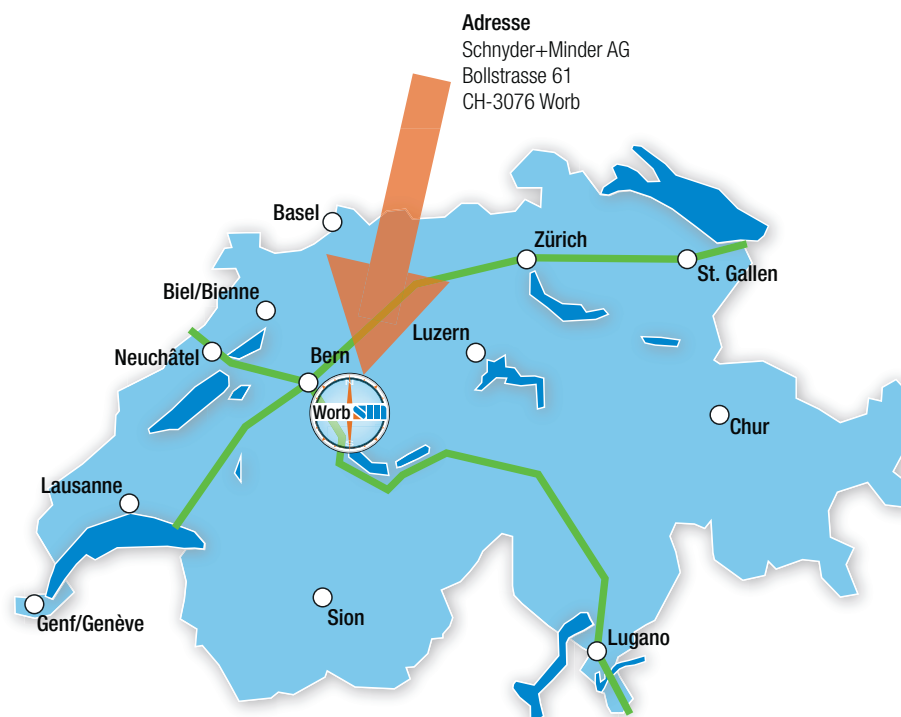 Adresse
Schnyder+Minder AG
Bollstrasse 61
CH-3076 Worb
Basel
Zürich
St. Gallen
Biel/Bienne
Neuchâtel
Bern
Luzern
Worb SM
Chur
Lausanne
Genf/Genève
Sion
Lugano